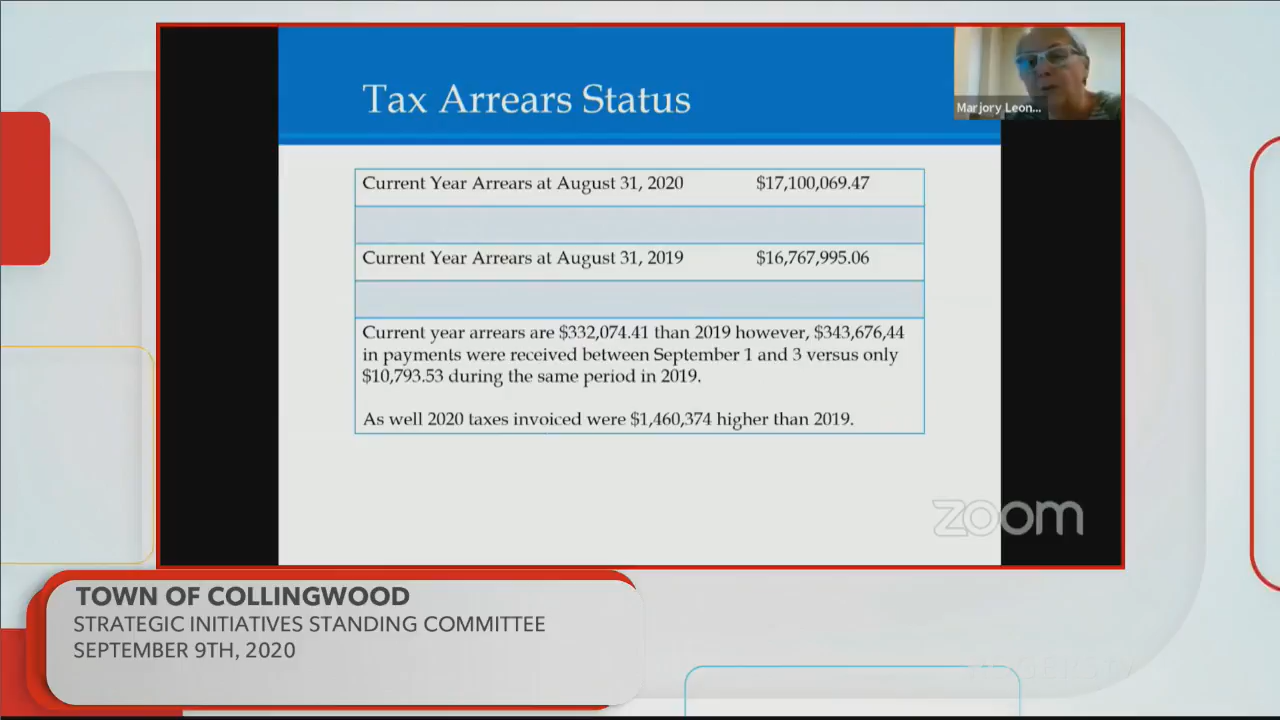 Tax Arrears Status
Marjory Leon...
Current Year Arrears at August 31, 2020 $17,100,069.47
Current Year Arrears at August 31, 2019 $16,767,995.06
Current year arrears are $332,074.41 than 2019 however, $343,676,44
in payments were received between September 1 and 3 versus only
$10,793.53 during the same period in 2019.
As well 2020 taxes invoiced were $1,460,374 higher than 2019.
zoom
TOWN OF COLLINGWOOD
STRATEGIC INITIATIVES STANDING COMMITTEE
SEPTEMBER 9TH, 2020